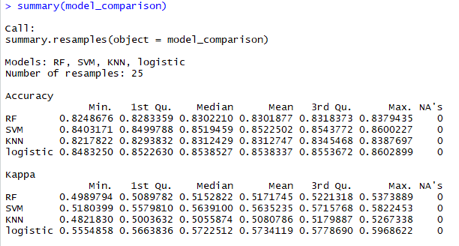 > summary(model_comparison)
Call:
summary.resamples(object = model_comparison)
Models: RF, SVM, KNN, logistic
Number of resamples: 25
Accuracy
Min. 1st Qu. Median Mean 3rd Qu. Max. NA's
RF 0.8248676 0.8283359 0.8302210 0.8301877 0.8318373 0.8379435 0
SVM 0.8403171 0.8499788 0.8519459 0.8522502 0.8543772 0.8600227 0
KNN 0.8217822 0.8293832 0.8312429 0.8312747 0.8345468 0.8387697 0
logistic 0.8483250 0.8522630 0.8538527 0.8538337 0.8553672 0.8602899 0
Kappa
Min. 1st Qu. Median Mean 3rd Qu. Max. NA's
RF 0.4989794 0.5089782 0.5152822 0.5171745 0.5221318 0.5373889 0
SVM 0.5180399 0.5579810 0.5639100 0.5635235 0.5715768 0.5822453 0
KNN 0.4821830 0.5003632 0.5055874 0.5080786 0.5179887 0.5267338 0
logistic 0.5554858 0.5663836 0.5722512 0.5734119 0.5778690 0.5968622 0